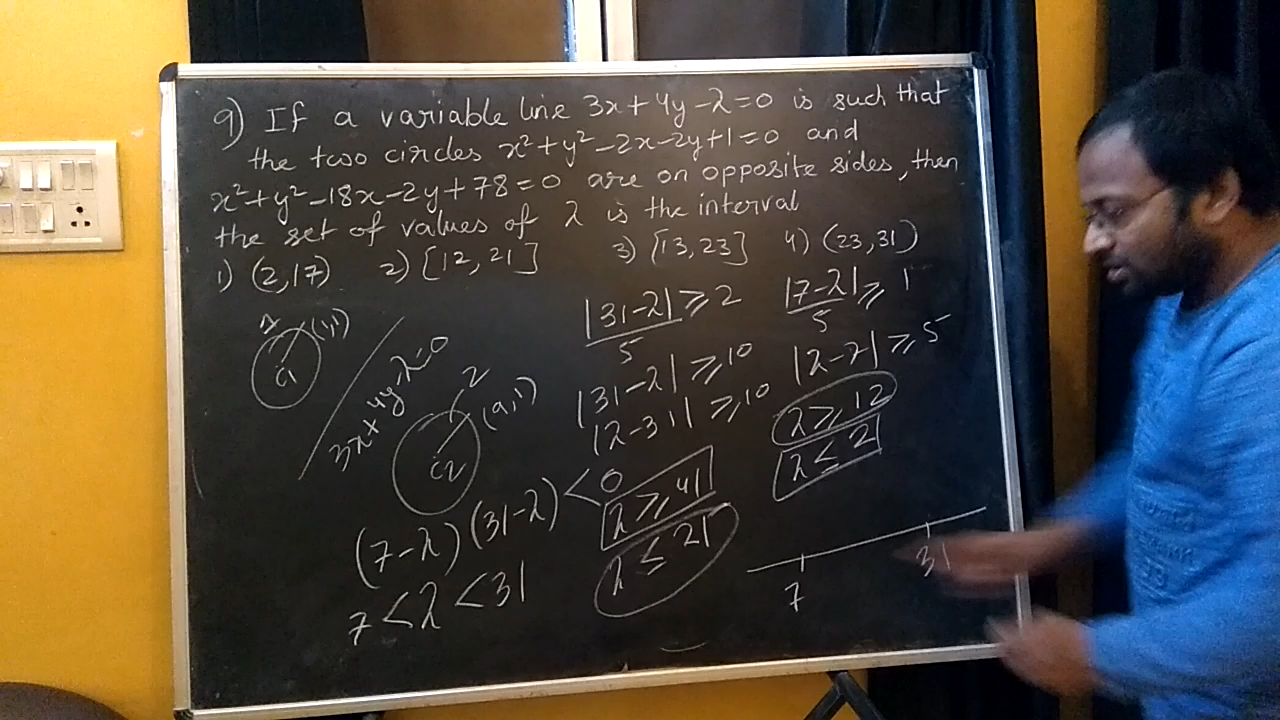 9) If a variable line 3x+4y-λ=0 is such that
the two circles x²+y²-2x-2y+1=0 and
x²+y²-18x-2y+78=0 are on opposite sides, then
the set of values of λ is the interval
1) (2,17) 2) [12,21] 3) [13,23] 4) (23,31)
(1,1)
C1
3x+4y-λ=0
2
(9,1)
C2
(7-λ)(31-λ)<0
7<λ<31
|31-λ|/5 ≥ 2
|31-λ| ≥ 10
|λ-31| ≥ 10
λ ≥ 41
λ ≤ 21
|7-λ|/5 ≥ 1
|λ-7| ≥ 5
λ ≥ 12
λ ≤ 2
7 31